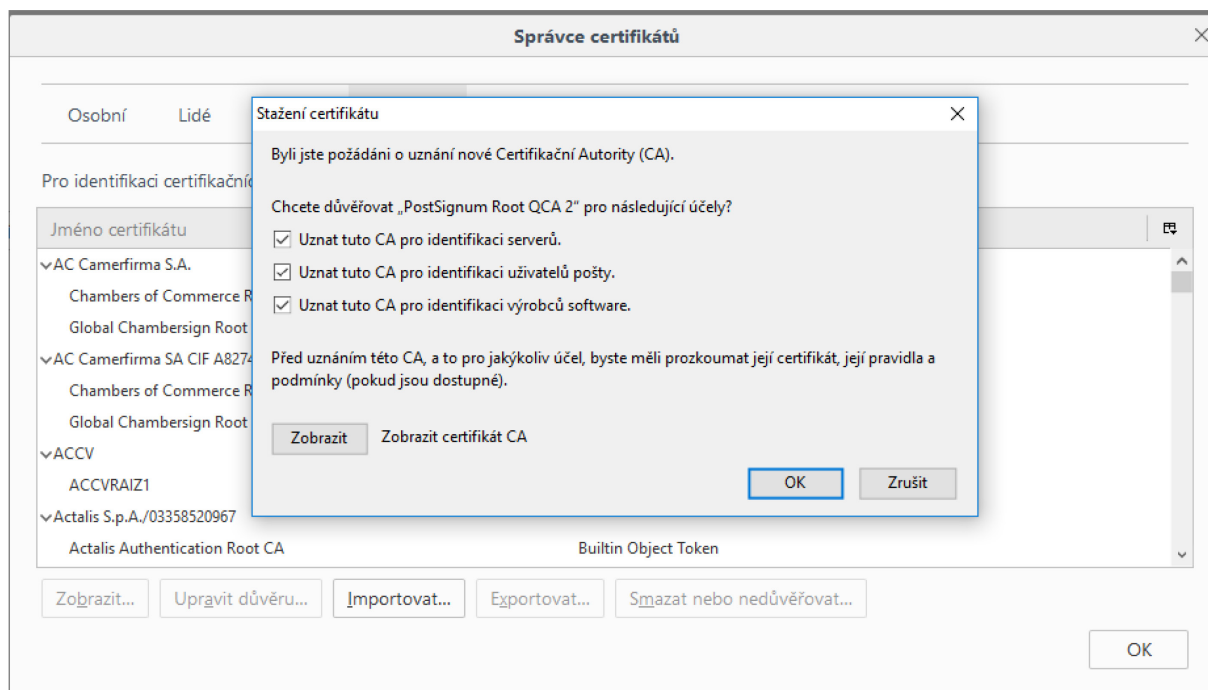 Správce certifikátů
Osobní Lidé
Pro identifikaci certifikačníc
Jméno certifikátu
AC Camerfirma S.A.
Chambers of Commerce R
Global Chambersign Root
AC Camerfirma SA CIF A8274
Chambers of Commerce R
Global Chambersign Root
ACCV
ACCVRAIZ1
Actalis S.p.A./03358520967
Actalis Authentication Root CA Builtin Object Token
Stažení certifikátu
Byli jste požádáni o uznání nové Certifikační Autority (CA).
Chcete důvěřovat „PostSignum Root QCA 2“ pro následující účely?
Uznat tuto CA pro identifikaci serverů.
Uznat tuto CA pro identifikaci uživatelů pošty.
Uznat tuto CA pro identifikaci výrobců software.
Před uznáním této CA, a to pro jakýkoliv účel, byste měli prozkoumat její certifikát, její pravidla a
podmínky (pokud jsou dostupné).
Zobrazit Zobrazit certifikát CA
OK Zrušit
Zobrazit... Upravit důvěru... Importovat... Exportovat... Smazat nebo nedůvěřovat...
OK